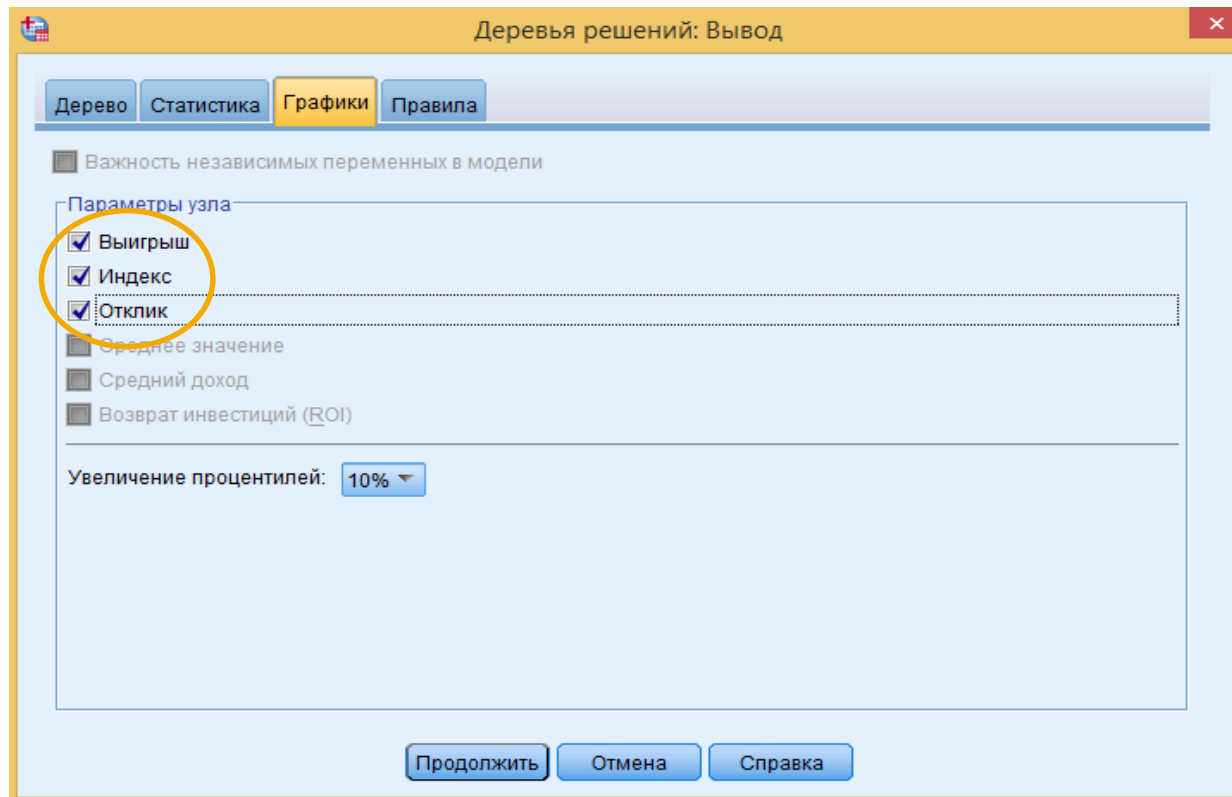 Деревья решений: Вывод
Дерево Статистика Графики Правила
Важность независимых переменных в модели
Параметры узла
Выигрыш
Индекс
Отклик
Среднее значение
Средний доход
Возврат инвестиций (ROI)
Увеличение процентилей: 10%
Продолжить Отмена Справка